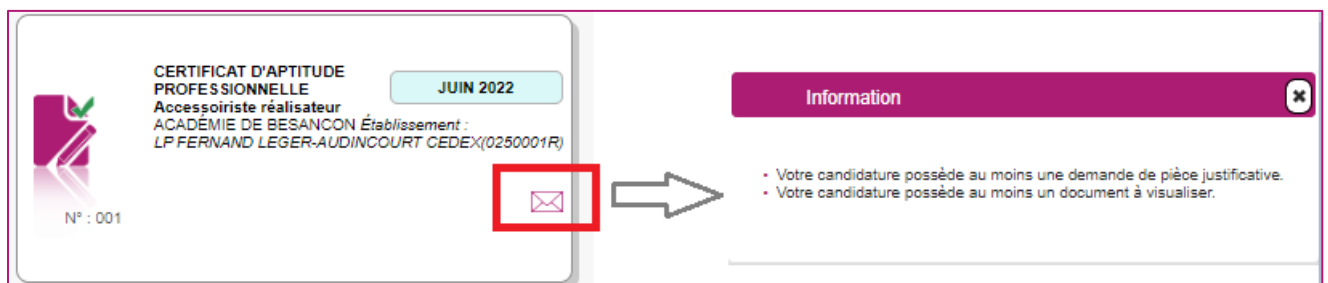 CERTIFICAT D'APTITUDE
PROFESSIONNELLE
JUIN 2022
Accessoiriste réalisateur
ACADÉMIE DE BESANCON Établissement :
LP FERNAND LEGER-AUDINCOURT CEDEX(0250001R)
N° : 001
Information
• Votre candidature possède au moins une demande de pièce justificative.
• Votre candidature possède au moins un document à visualiser.